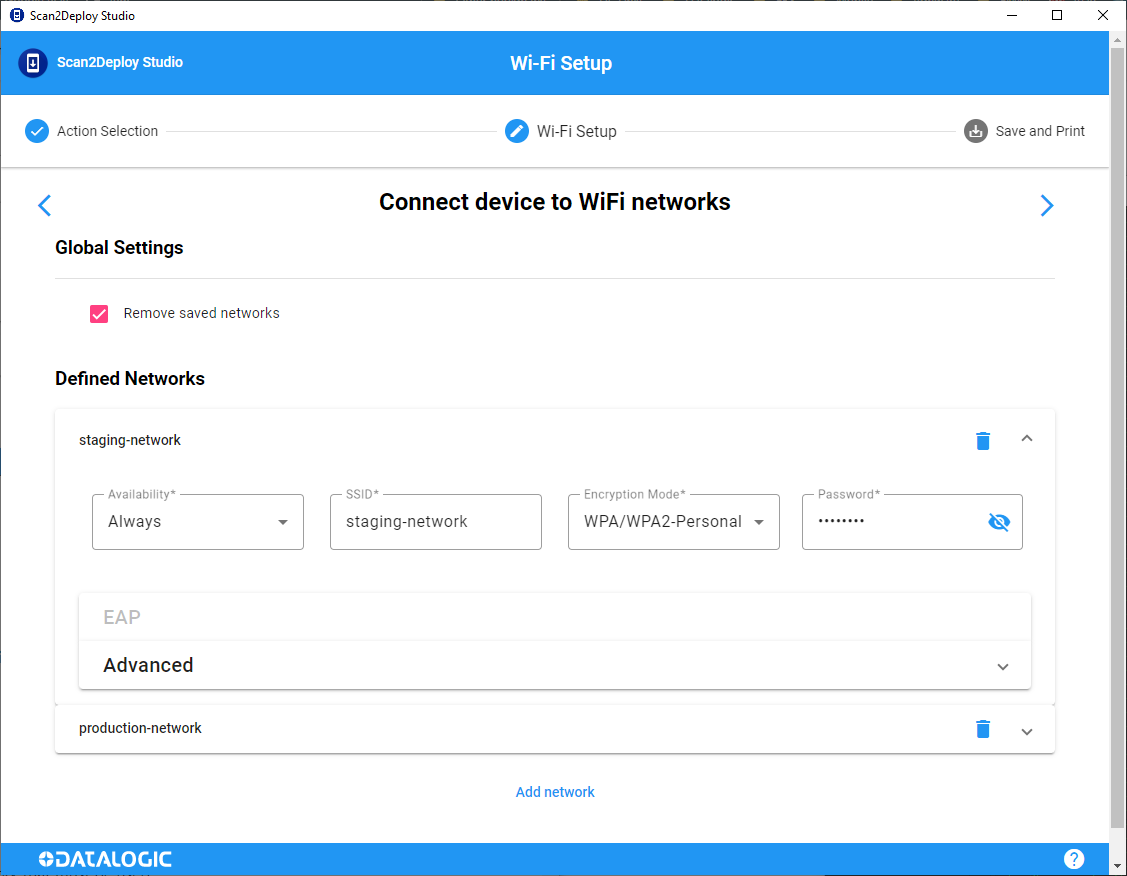 Scan2Deploy Studio
Scan2Deploy Studio
Wi-Fi Setup
Action Selection
Wi-Fi Setup
Save and Print
Connect device to WiFi networks
Global Settings
Remove saved networks
Defined Networks
staging-network
Availability*
Always
SSID*
staging-network
Encryption Mode*
WPA/WPA2-Personal
Password*
••••••••
EAP
Advanced
production-network
Add network
DATALOGIC
?